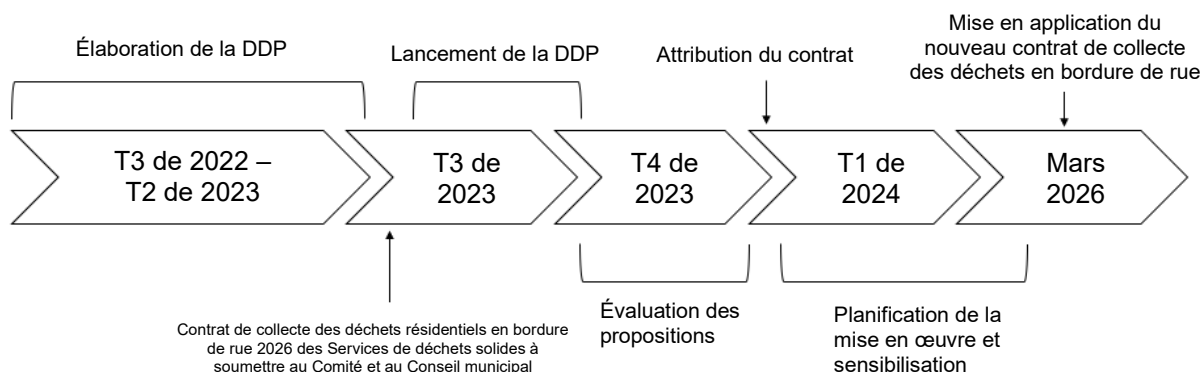 Élaboration de la DDP
Lancement de la DDP
Attribution du contrat
Mise en application du
nouveau contrat de collecte
des déchets en bordure de rue
T3 de 2022 –
T2 de 2023
T3 de
2023
T4 de
2023
T1 de
2024
Mars
2026
Contrat de collecte des déchets résidentiels en bordure
de rue 2026 des Services de déchets solides à
soumettre au Comité et au Conseil municipal
Évaluation des
propositions
Planification de la
mise en œuvre et
sensibilisation